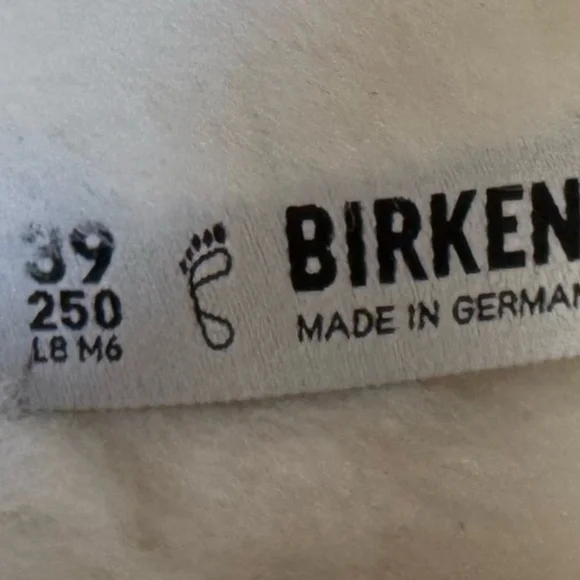 39
250
L8 M6
BIRKEN
MADE IN GERMAN